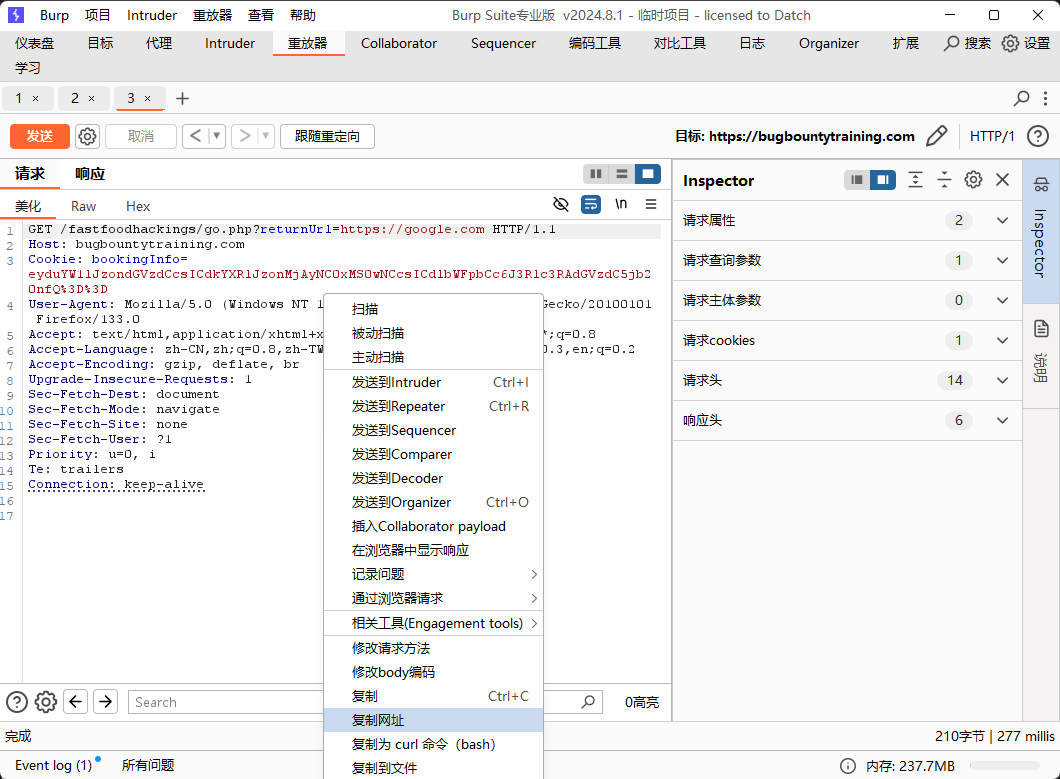 Burp 项目 Intruder 重放器 查看 帮助 Burp Suite专业版 v2024.8.1 - 临时项目 - licensed to Datch
仪表盘 目标 代理 Intruder 重放器 Collaborator Sequencer 编码工具 对比工具 日志 Organizer 扩展 搜索 设置
学习
1 × 2 × 3 × +
发送 取消 < > 跟随重定向 目标: https://bugbountytraining.com HTTP/1
请求 响应
美化 Raw Hex \n
1 GET /fastfoodhackings/go.php?returnUrl=https://google.com HTTP/1.1
2 Host: bugbountytraining.com
3 Cookie: bookingInfo=
eyduYW1lJzondGVzdCcsICdkYXRlJzonMjAyNC0xMS0wNCcsICdlbWFpbCc6J3Rlc3RAdGVzdC5jb2
0nfQ%3D%3D
4 User-Agent: Mozilla/5.0 (Windows NT 1 Gecko/20100101
Firefox/133.0
5 Accept: text/html,application/xhtml+x *;q=0.8
6 Accept-Language: zh-CN,zh;q=0.8,zh-TW 0.3,en;q=0.2
7 Accept-Encoding: gzip, deflate, br
8 Upgrade-Insecure-Requests: 1
9 Sec-Fetch-Dest: document
10 Sec-Fetch-Mode: navigate
11 Sec-Fetch-Site: none
12 Sec-Fetch-User: ?1
13 Priority: u=0, i
14 Te: trailers
15 Connection: keep-alive
16
17
扫描
被动扫描
主动扫描
发送到Intruder Ctrl+I
发送到Repeater Ctrl+R
发送到Sequencer
发送到Comparer
发送到Decoder
发送到Organizer Ctrl+O
插入Collaborator payload
在浏览器中显示响应
记录问题
通过浏览器请求
相关工具(Engagement tools)
修改请求方法
修改body编码
复制 Ctrl+C
复制网址
复制为 curl 命令（bash）
复制到文件
Inspector
请求属性 2
请求查询参数 1
请求主体参数 0
请求cookies 1
请求头 14
响应头 6
Inspector
说明
Search 0高亮
完成 210字节 | 277 millis
Event log (1) 所有问题 内存: 237.7MB